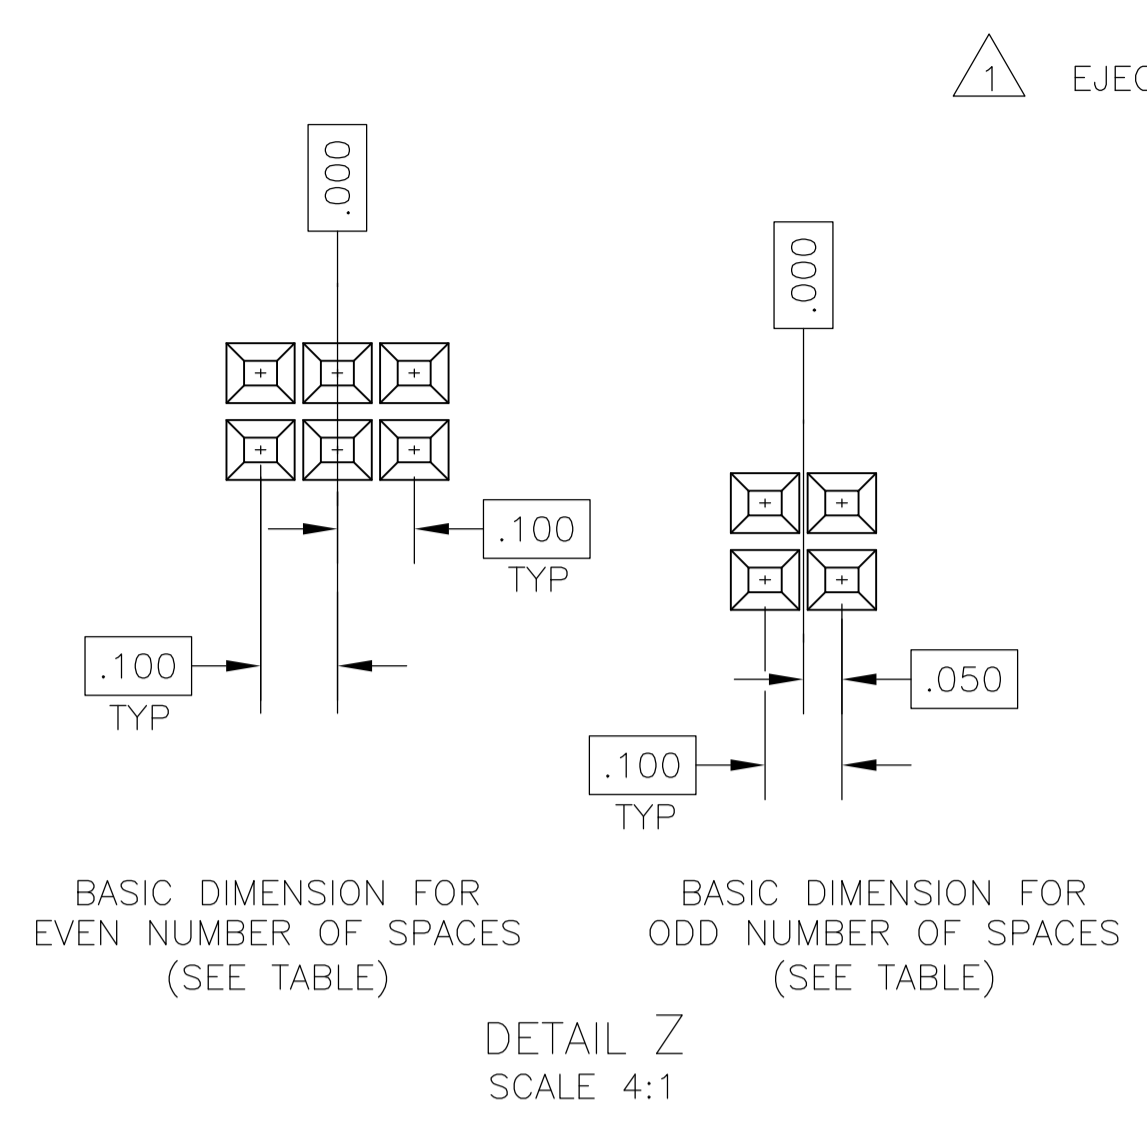 1 EJEC
.000
.000
.100
TYP
.100
TYP
.050
.100
TYP
BASIC DIMENSION FOR
EVEN NUMBER OF SPACES
(SEE TABLE)
BASIC DIMENSION FOR
ODD NUMBER OF SPACES
(SEE TABLE)
DETAIL Z
SCALE 4:1